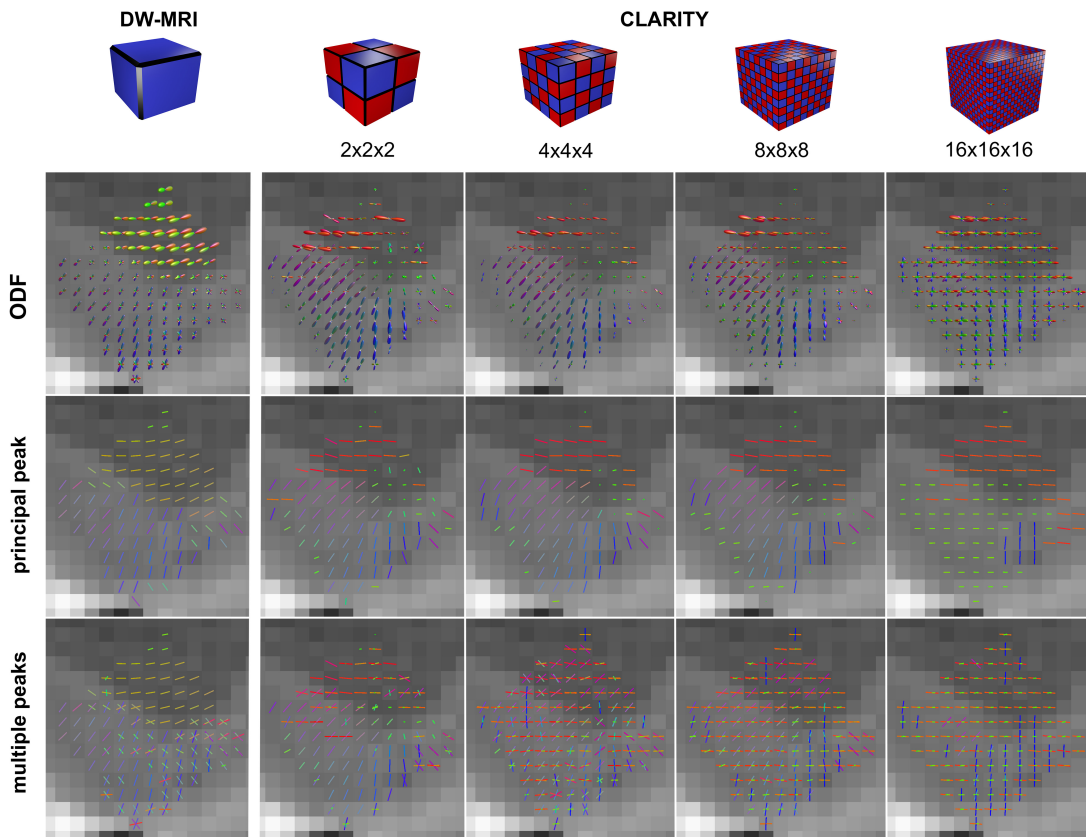 DW-MRI
CLARITY
2x2x2
4x4x4
8x8x8
16x16x16
ODF
principal peak
multiple peaks